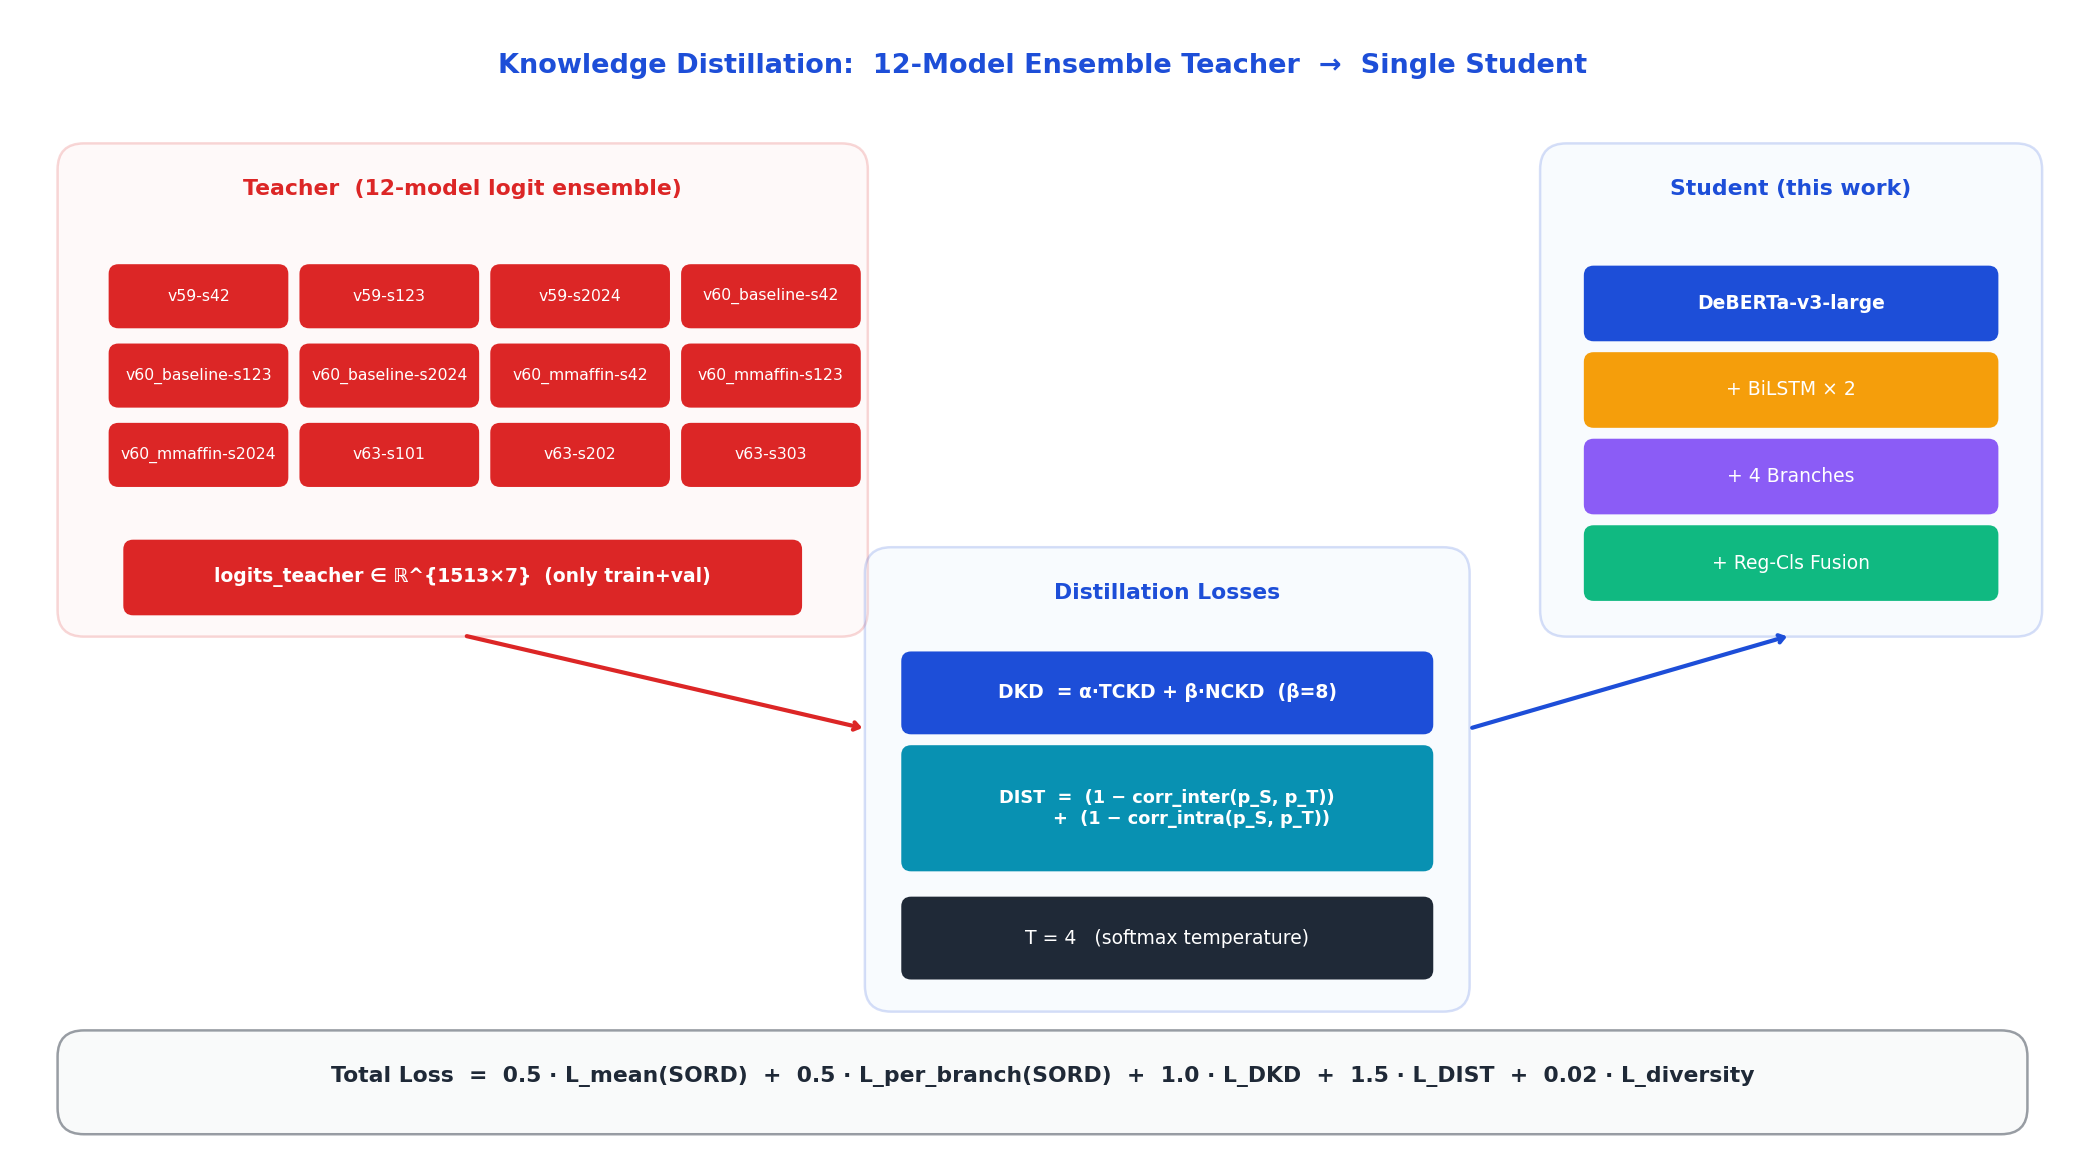 Knowledge Distillation:  12-Model Ensemble Teacher  →  Single Student
Teacher  (12-model logit ensemble)
v59-s42
v59-s123
v59-s2024
v60_baseline-s42
v60_baseline-s123
v60_baseline-s2024
v60_mmaffin-s42
v60_mmaffin-s123
v60_mmaffin-s2024
v63-s101
v63-s202
v63-s303
logits_teacher ∈ ℝ^{1513×7}  (only train+val)
Distillation Losses
DKD  = α·TCKD + β·NCKD  (β=8)
DIST  =  (1 − corr_inter(p_S, p_T))
+  (1 − corr_intra(p_S, p_T))
T = 4   (softmax temperature)
Student (this work)
DeBERTa-v3-large
+ BiLSTM × 2
+ 4 Branches
+ Reg-Cls Fusion
Total Loss  =  0.5 · L_mean(SORD)  +  0.5 · L_per_branch(SORD)  +  1.0 · L_DKD  +  1.5 · L_DIST  +  0.02 · L_diversity